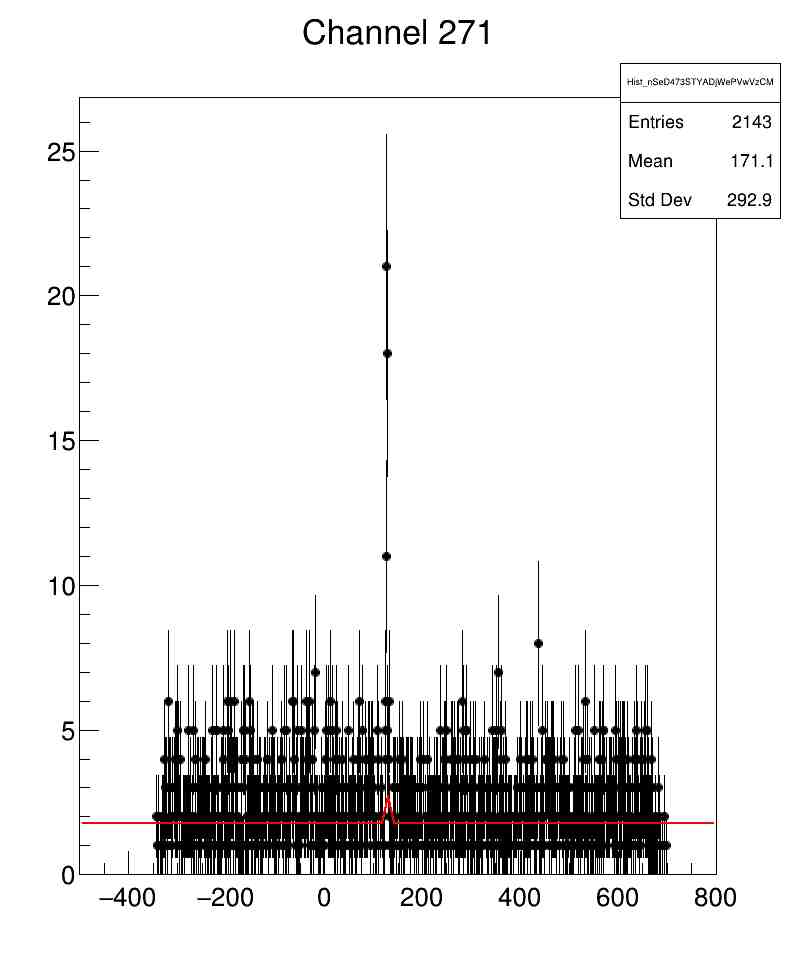 Channel 271
Hist_nSeD473STYADjWePVwVzCM
Entries 2143
Mean 171.1
Std Dev 292.9
25
20
15
10
5
0
−400 −200 0 200 400 600 800